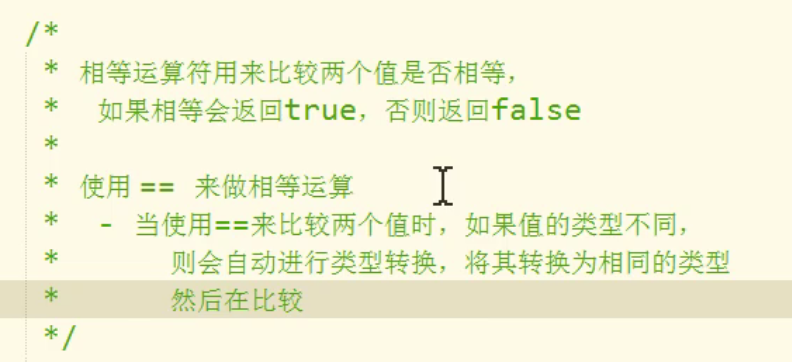 /*
* 相等运算符用来比较两个值是否相等，
* 如果相等会返回true，否则返回false
*
* 使用 == 来做相等运算
* - 当使用==来比较两个值时，如果值的类型不同，
* 则会自动进行类型转换，将其转换为相同的类型
* 然后在比较
*/